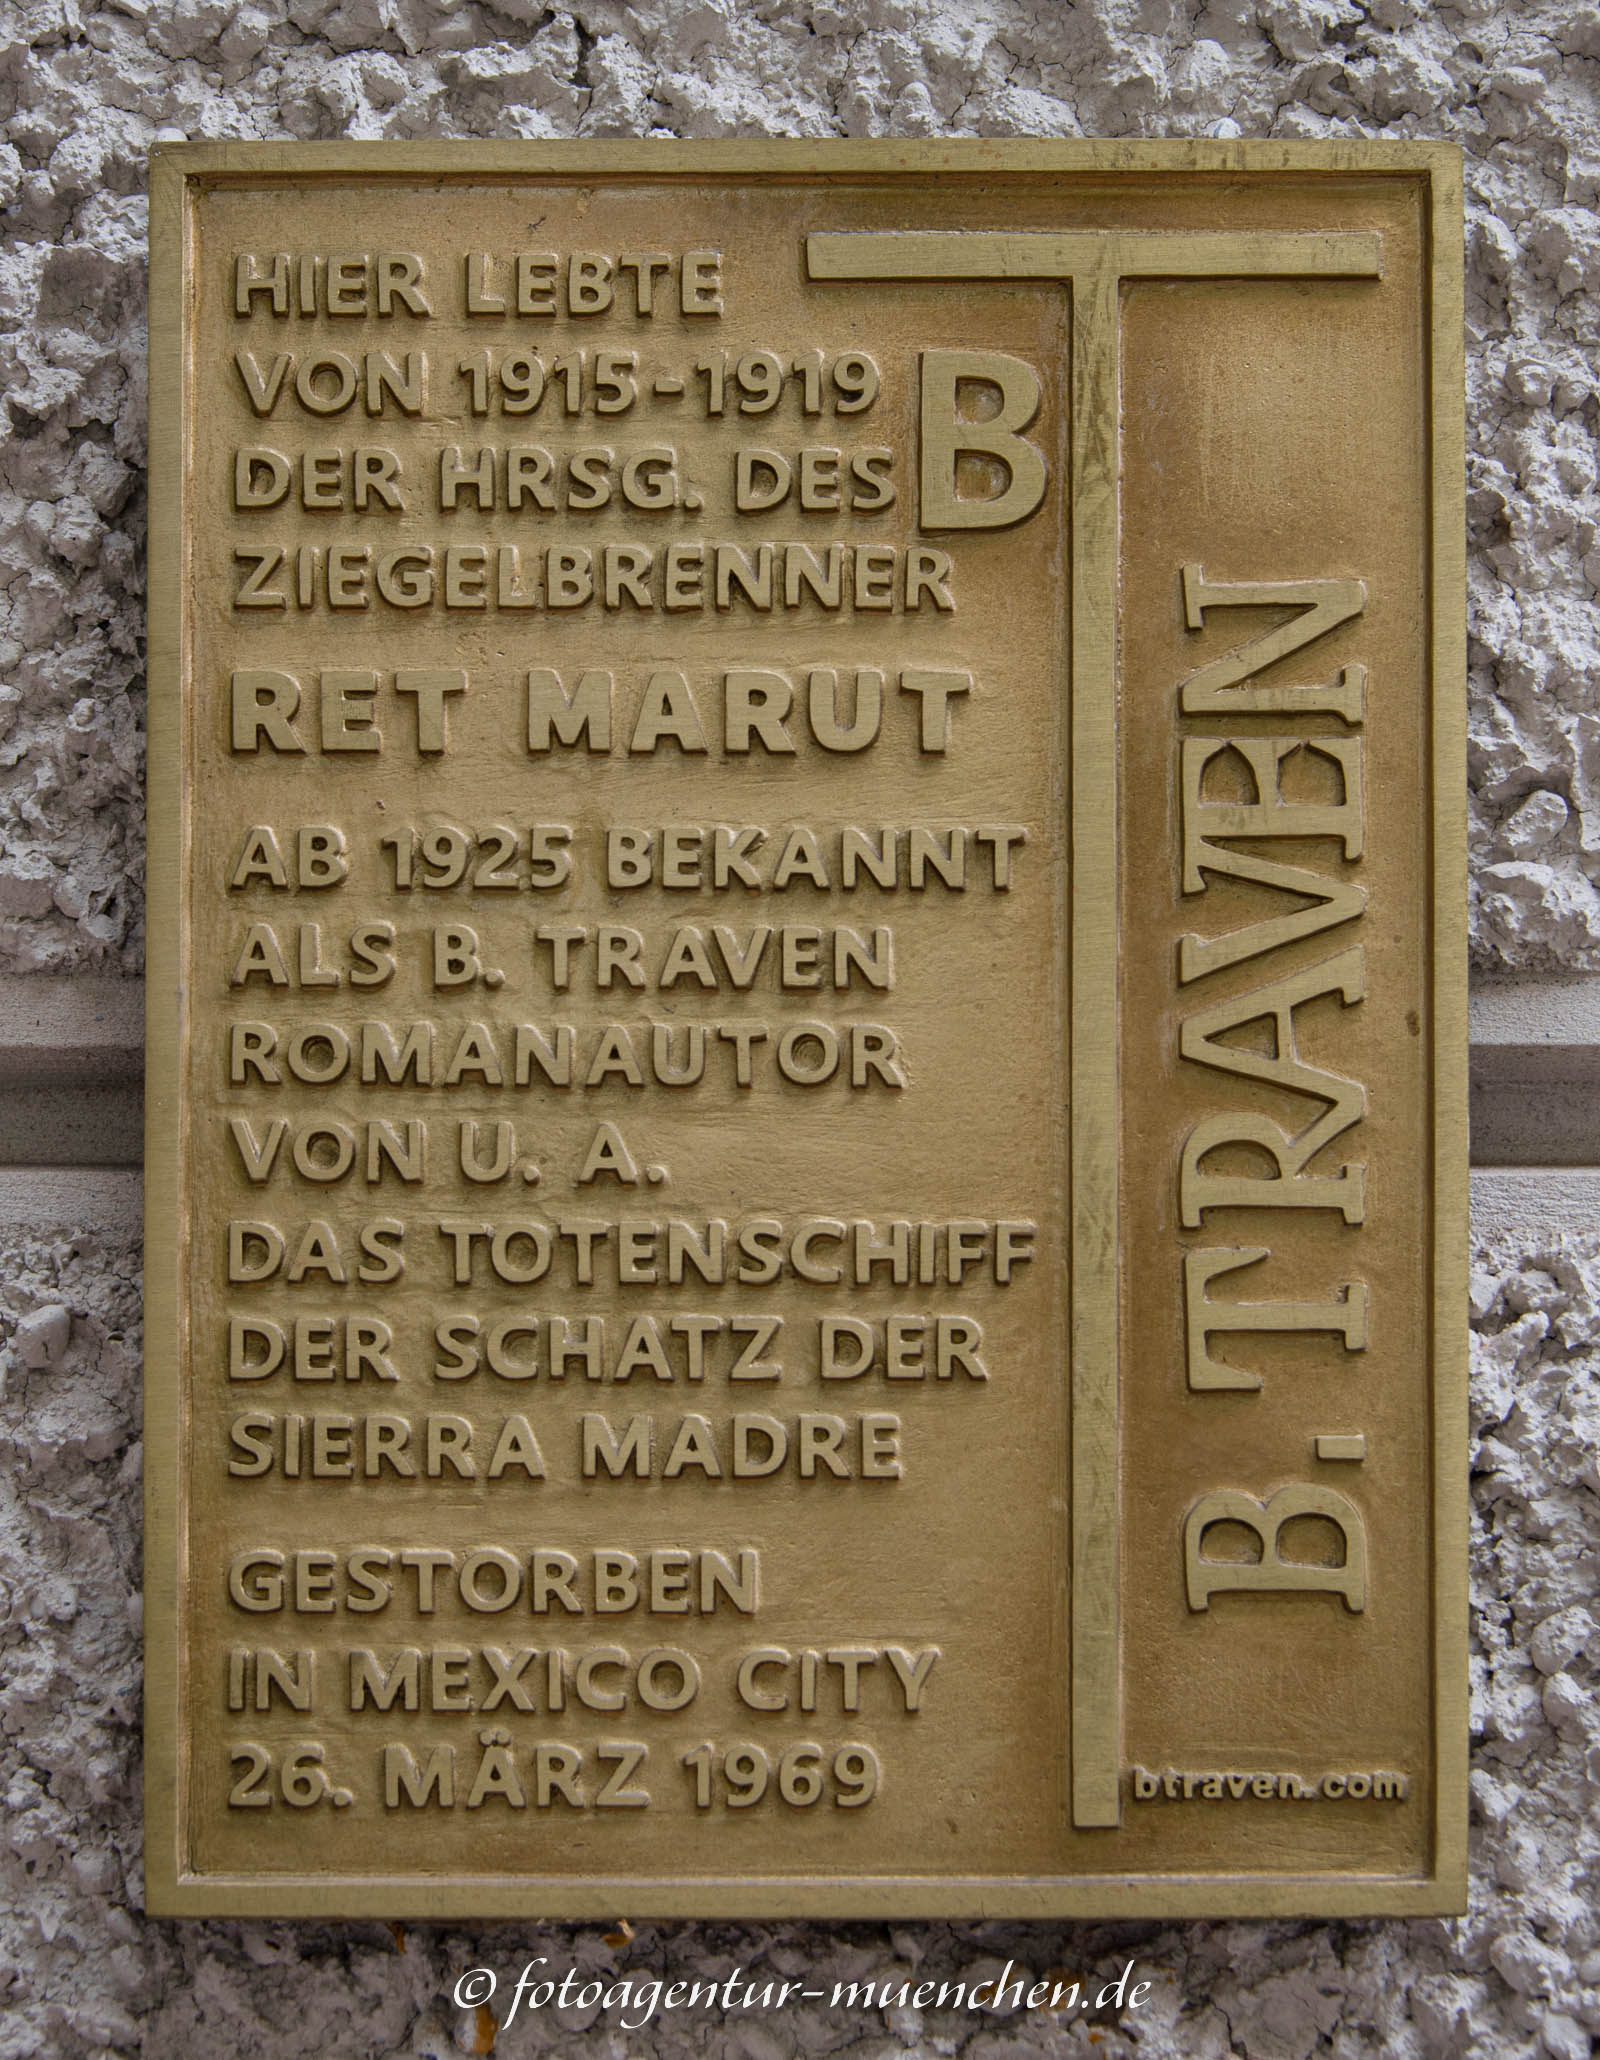 HIER LEBTE
VON 1915-1919
DER HRSG. DES
ZIEGELBRENNER
RET MARUT
AB 1925 BEKANNT
ALS B. TRAVEN
ROMANAUTOR
VON U. A.
DAS TOTENSCHIFF
DER SCHATZ DER
SIERRA MADRE
GESTORBEN
IN MEXICO CITY
26. MÄRZ 1969
BT
B. TRAVEN
btraven.com
© fotoagentur-muenchen.de